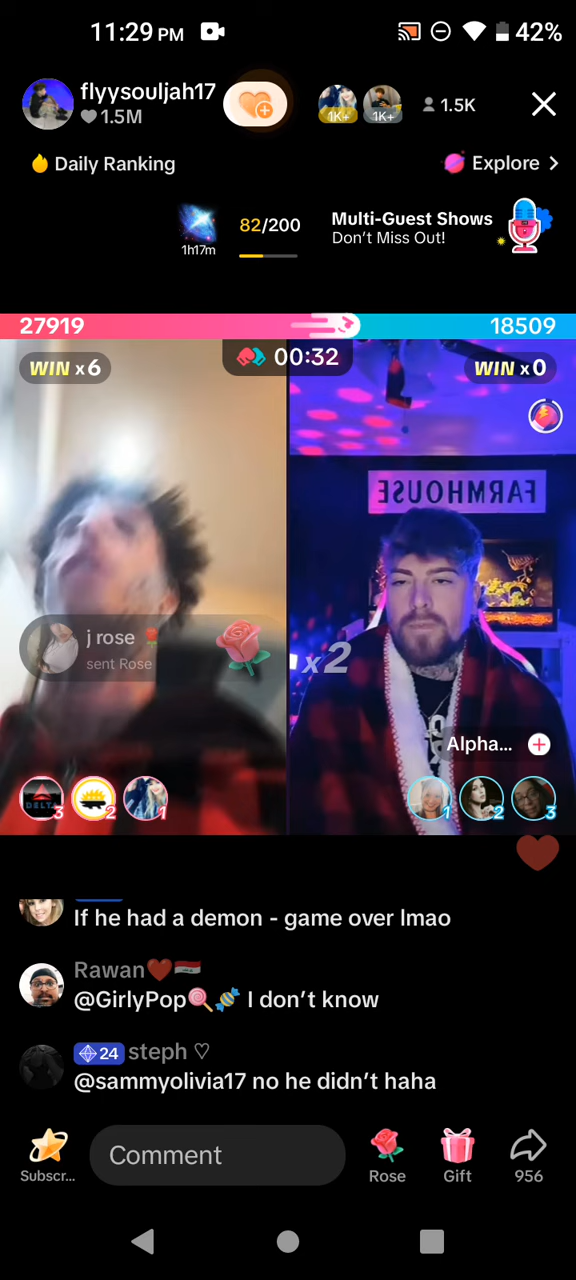 11:29 PM
42%
flyysouljah17
1.5M
1K+
1K+
1.5K
Daily Ranking
Explore >
1h17m
82/200
Multi-Guest Shows
Don't Miss Out!
27919
18509
WIN x6
00:32
WIN x0
FARMHOUSE
j rose 🌹
sent Rose
x2
Alpha...
DELTA
3
2
1
1
2
3
If he had a demon - game over lmao
Rawan❤️🇮🇶
@GirlyPop🍭🍬 I don't know
24 steph ♡
@sammyolivia17 no he didn't haha
Subscr...
Comment
Rose
Gift
956